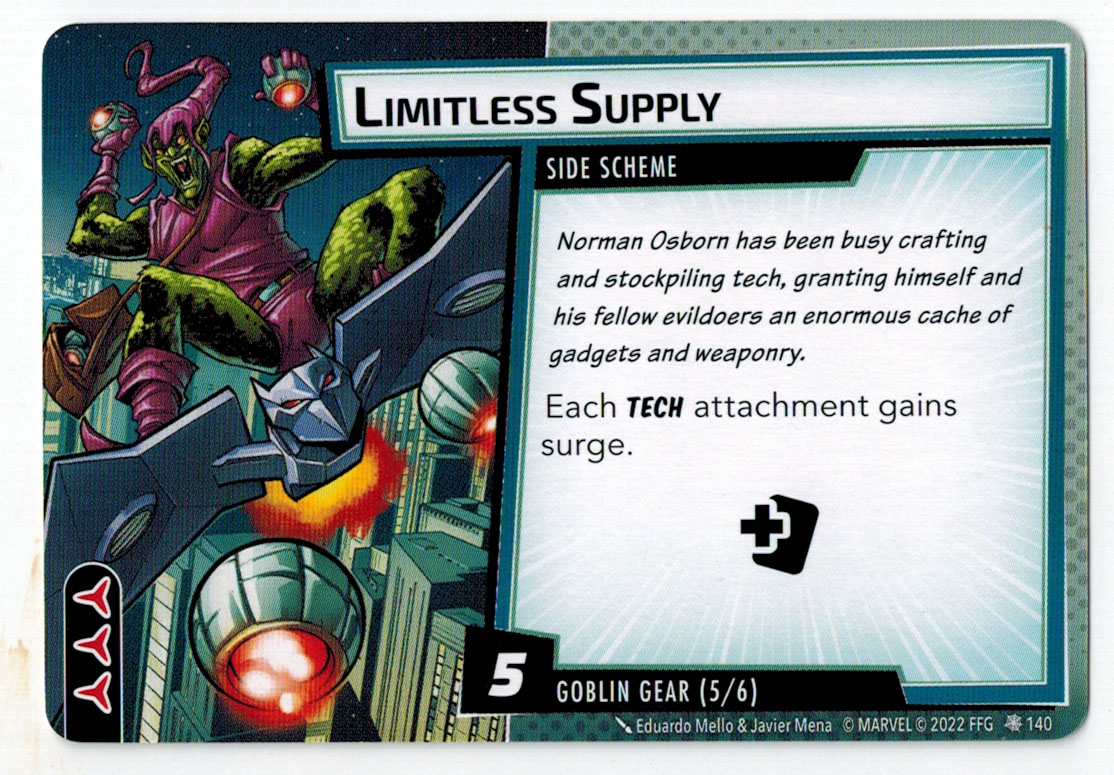 LIMITLESS SUPPLY
SIDE SCHEME
Norman Osborn has been busy crafting
and stockpiling tech, granting himself and
his fellow evildoers an enormous cache of
gadgets and weaponry.
Each TECH attachment gains
surge.
5
GOBLIN GEAR (5/6)
Eduardo Mello & Javier Mena © MARVEL © 2022 FFG 140